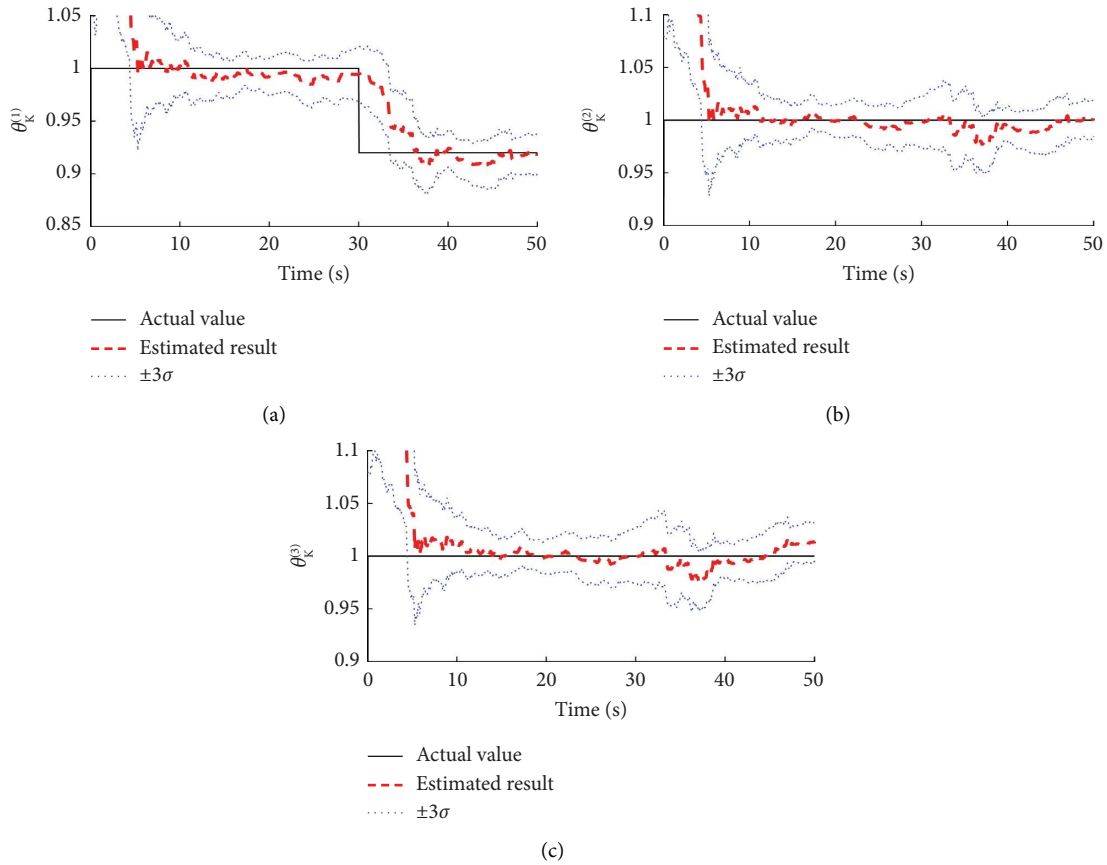 1.05
1
0.95
0.9
0.85
θK(1)
0 10 20 30 40 50
Time (s)
Actual value
Estimated result
±3σ
(a)
1.1
1.05
1
0.95
0.9
θK(2)
0 10 20 30 40 50
Time (s)
Actual value
Estimated result
±3σ
(b)
1.1
1.05
1
0.95
0.9
θK(3)
0 10 20 30 40 50
Time (s)
Actual value
Estimated result
±3σ
(c)